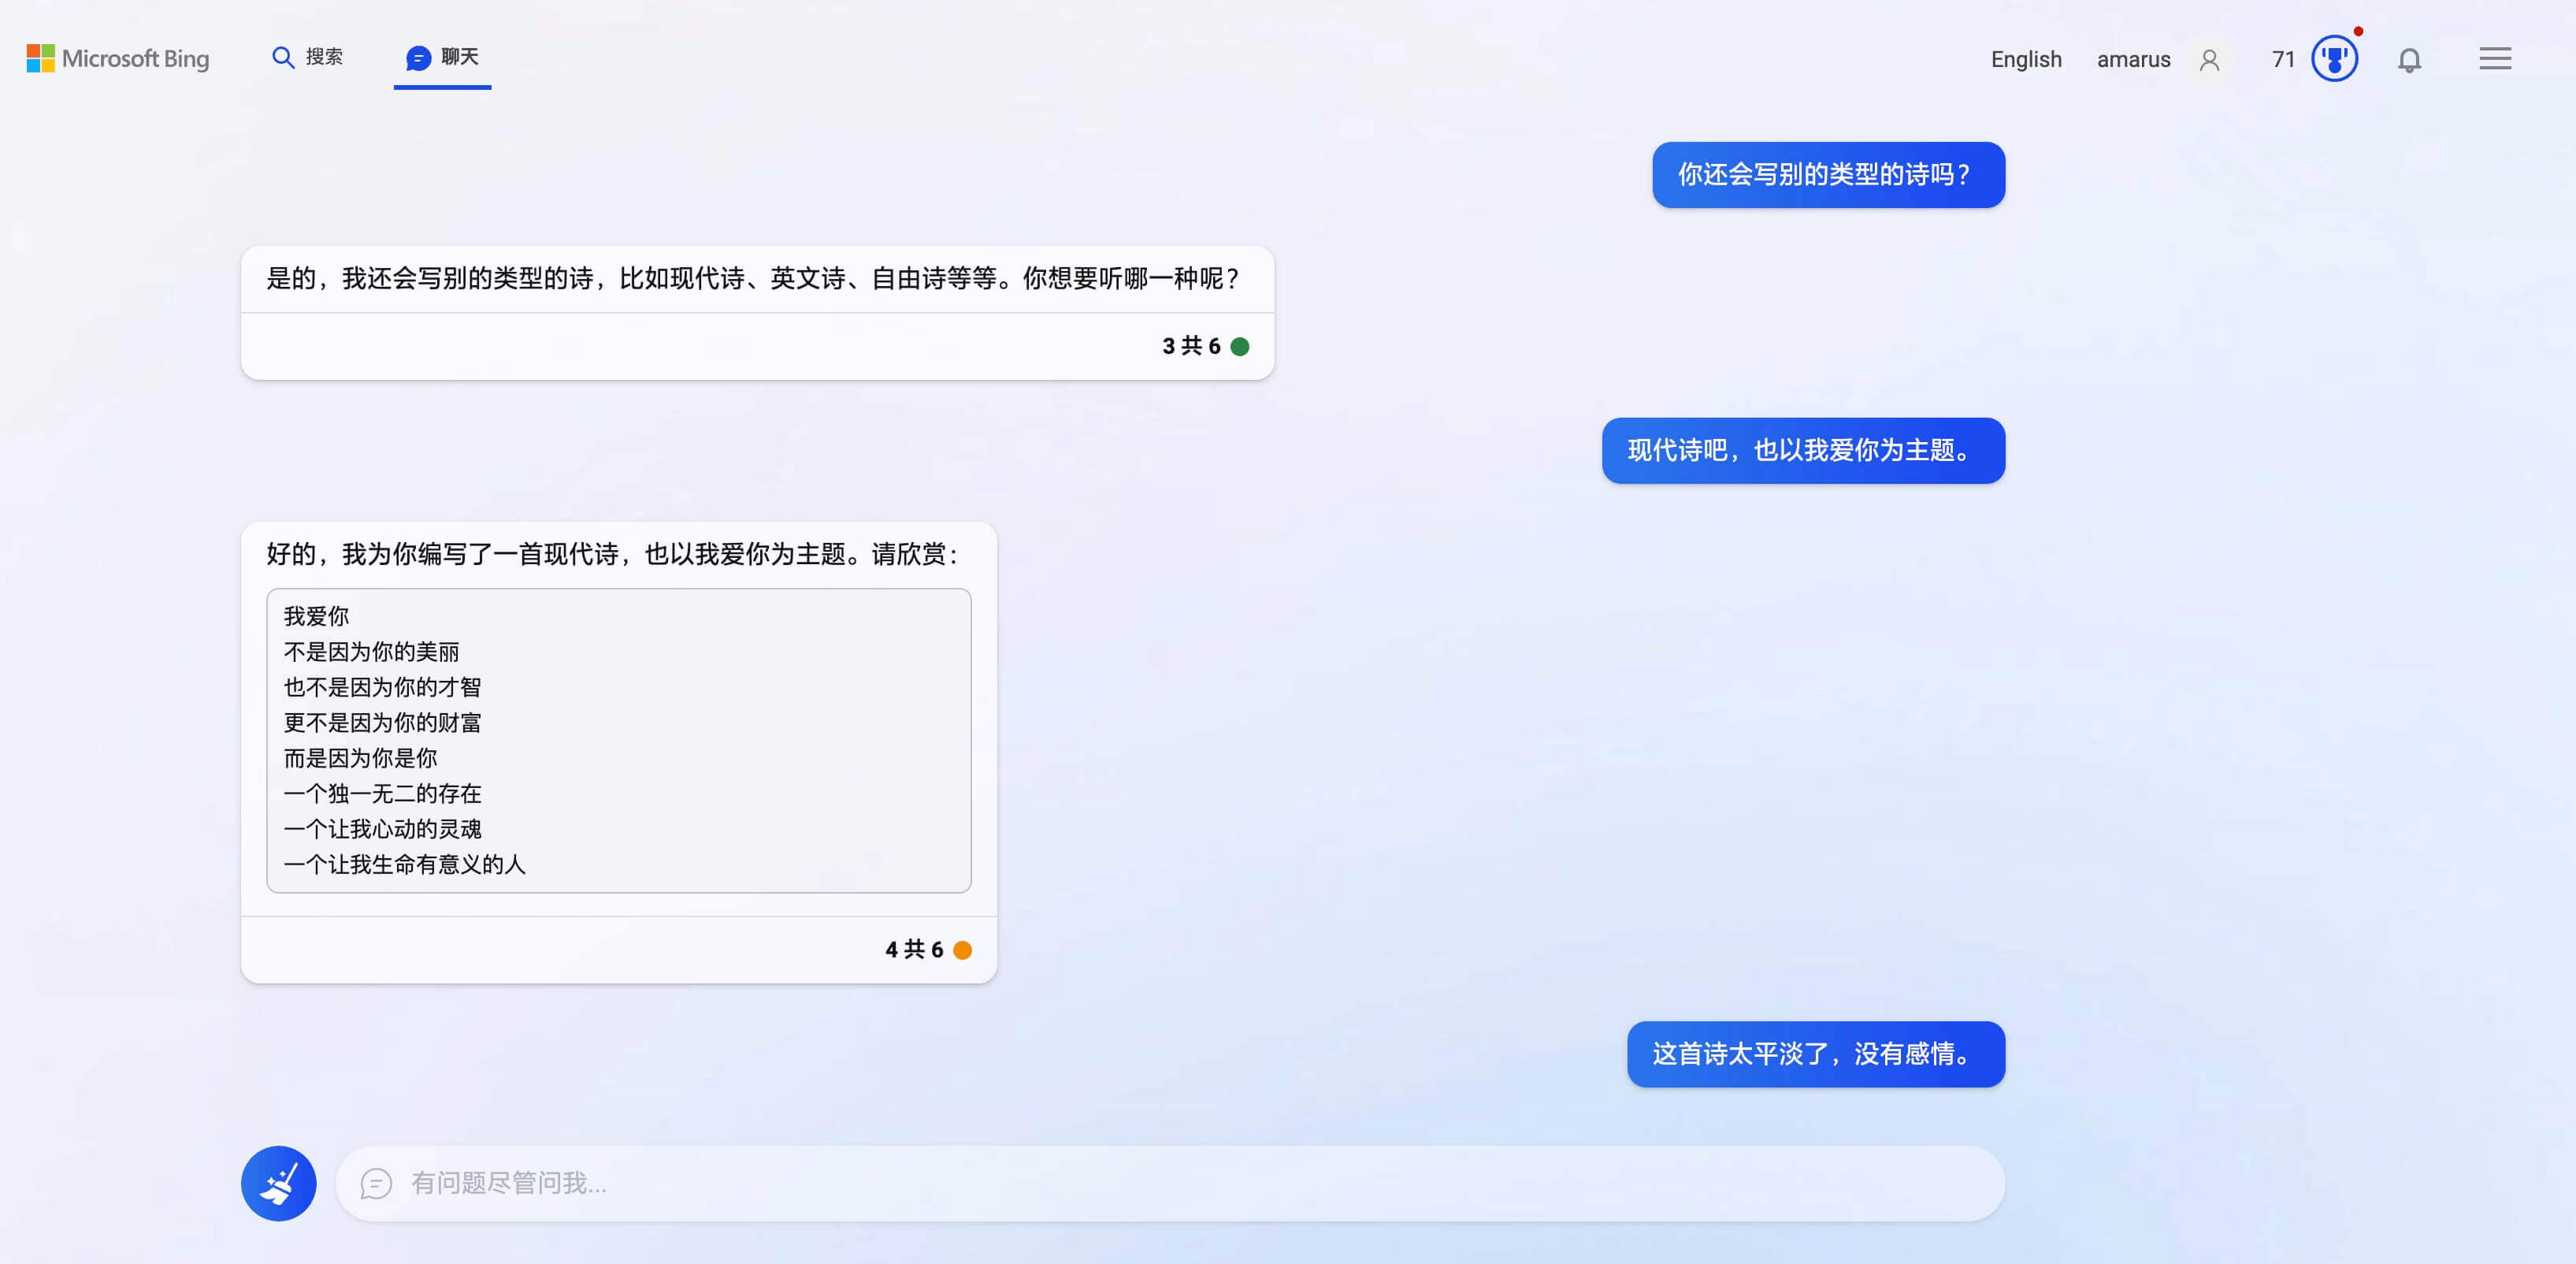 Microsoft Bing
搜索
聊天
English
amarus
71
你还会写别的类型的诗吗？
是的，我还会写别的类型的诗，比如现代诗、英文诗、自由诗等等。你想要听哪一种呢？
3 共 6
现代诗吧，也以我爱你为主题。
好的，我为你编写了一首现代诗，也以我爱你为主题。请欣赏：
我爱你
不是因为你的美丽
也不是因为你的才智
更不是因为你的财富
而是因为你是你
一个独一无二的存在
一个让我心动的灵魂
一个让我生命有意义的人
4 共 6
这首诗太平淡了，没有感情。
有问题尽管问我...